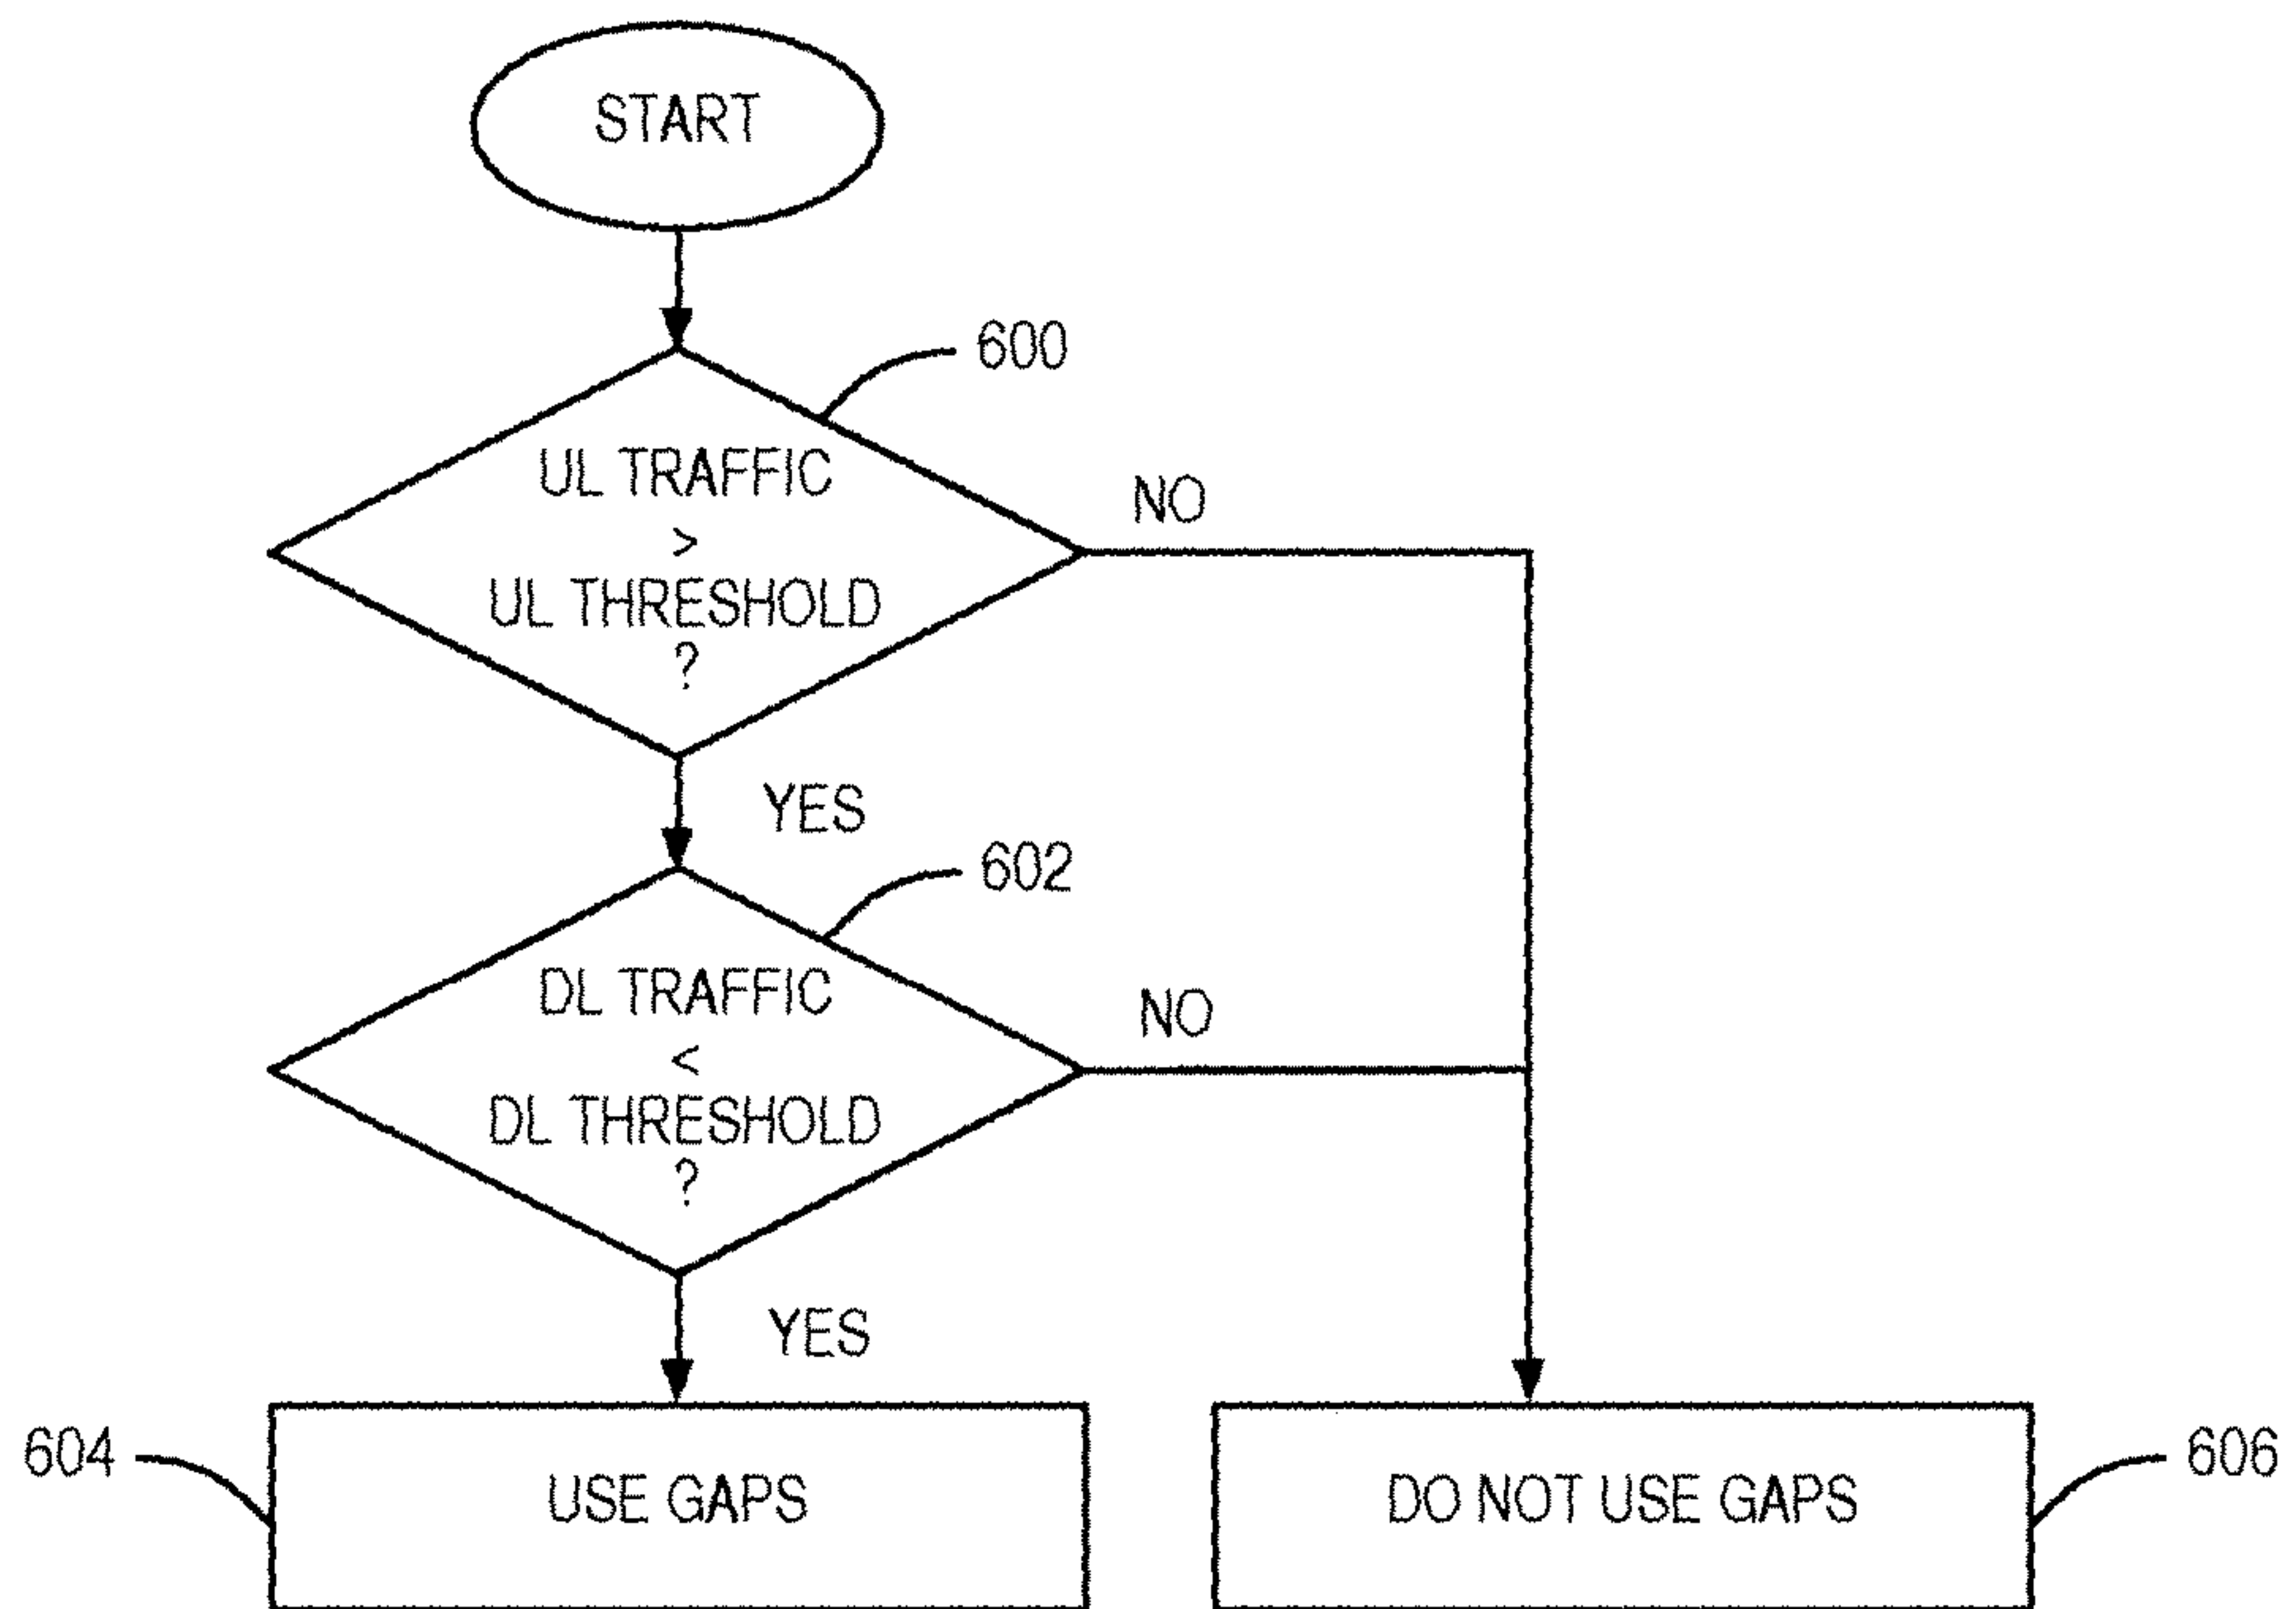 START
600
UL TRAFFIC
>
UL THRESHOLD
?
NO
YES
602
DL TRAFFIC
<
DL THRESHOLD
?
NO
YES
604
USE GAPS
DO NOT USE GAPS
606